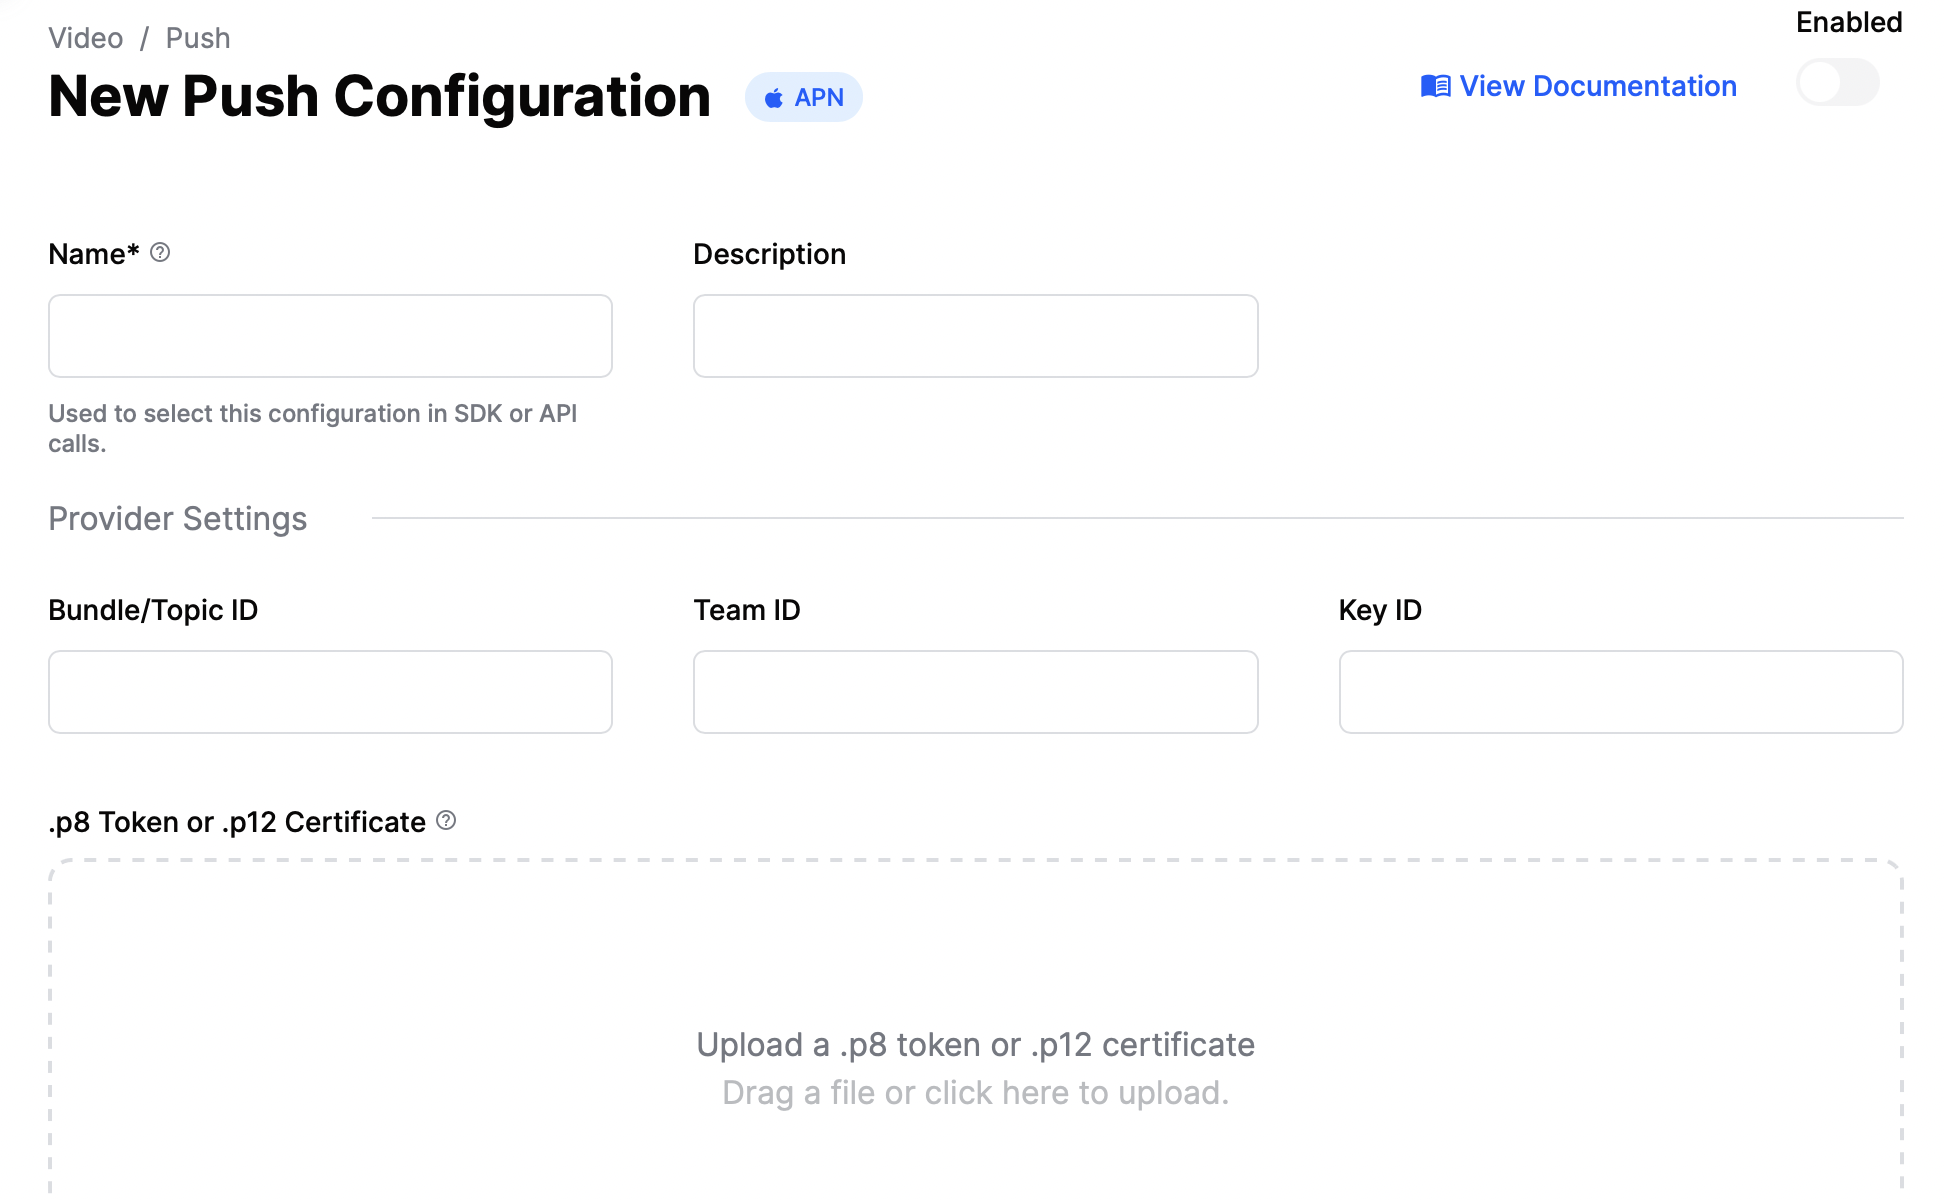 Video / Push
Enabled
New Push Configuration
APN
View Documentation
Name*
Description
Used to select this configuration in SDK or API
calls.
Provider Settings
Bundle/Topic ID
Team ID
Key ID
.p8 Token or .p12 Certificate
Upload a .p8 token or .p12 certificate
Drag a file or click here to upload.